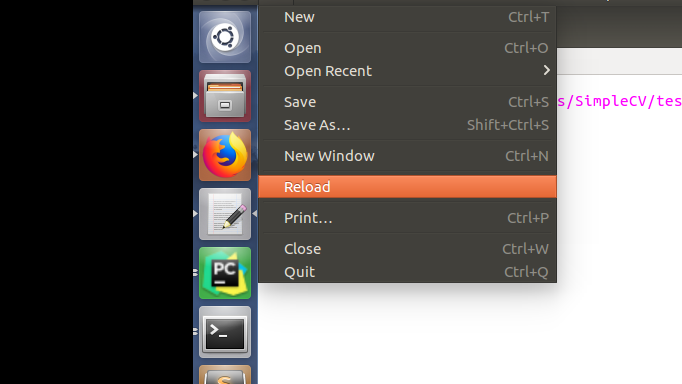 New Ctrl+T
Open Ctrl+O
Open Recent
Save Ctrl+S
s/SimpleCV/tes
Save As... Shift+Ctrl+S
New Window Ctrl+N
Reload
Print... Ctrl+P
Close Ctrl+W
PC
Quit Ctrl+Q
>_